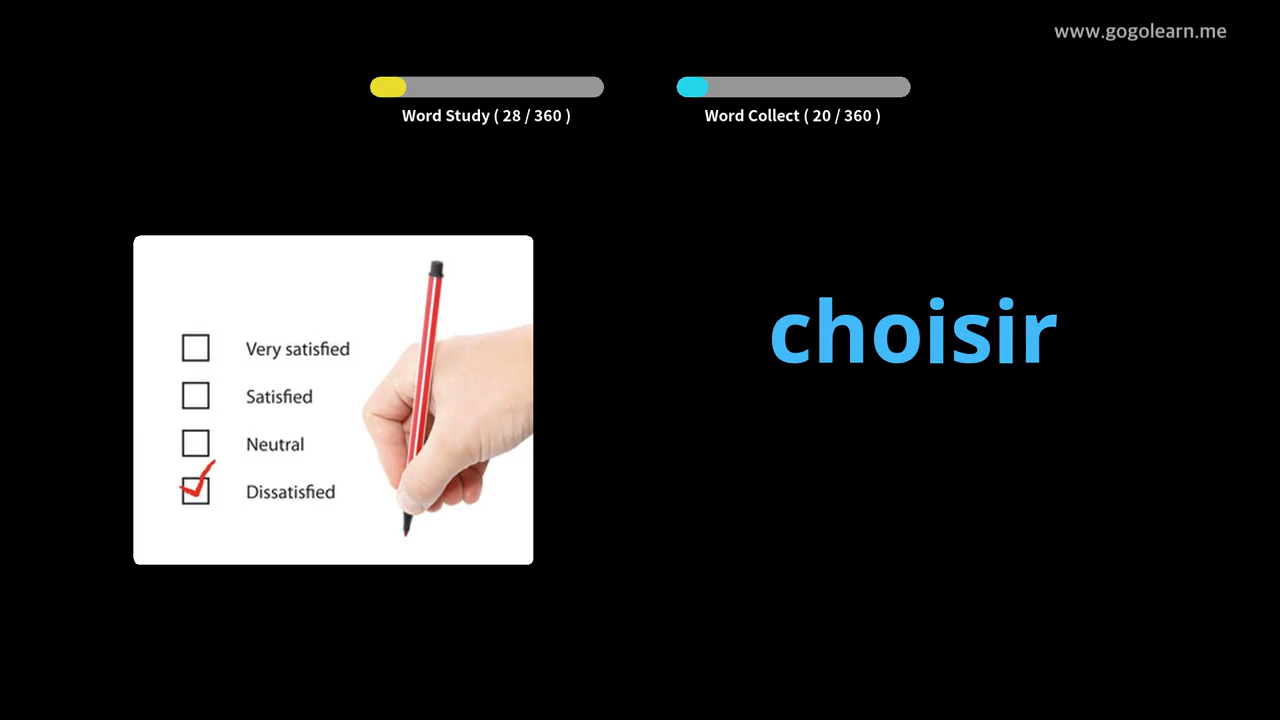 www.gogolearn.me
Word Study ( 28 / 360 )
Word Collect ( 20 / 360 )
Very satisfied
Satisfied
Neutral
Dissatisfied
choisir